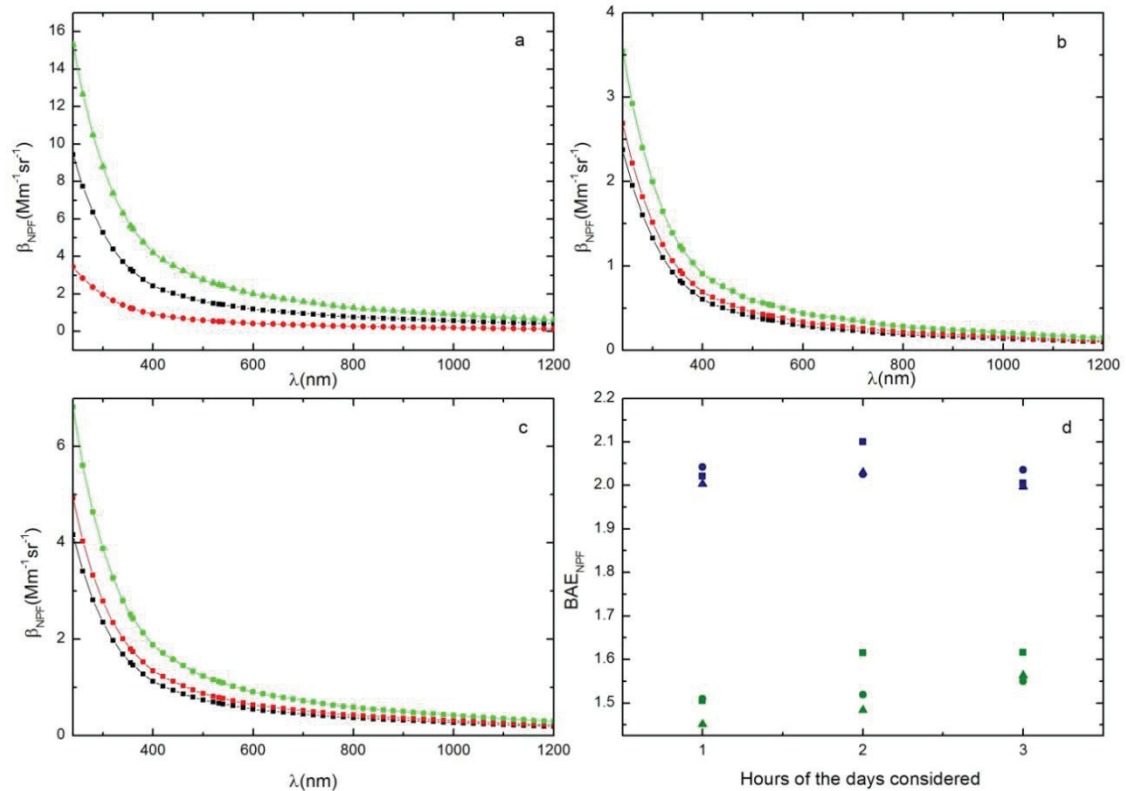 a
16
14
12
10
8
6
4
2
0
β_NPF(Mm⁻¹sr⁻¹)
400 600 800 1000 1200
λ(nm)
b
4
3
2
1
0
β_NPF(Mm⁻¹sr⁻¹)
400 600 800 1000 1200
λ(nm)
c
6
4
2
0
β_NPF(Mm⁻¹sr⁻¹)
400 600 800 1000 1200
λ(nm)
d
2.2
2.1
2.0
1.9
1.8
1.7
1.6
1.5
BAE_NPF
1 2 3
Hours of the days considered